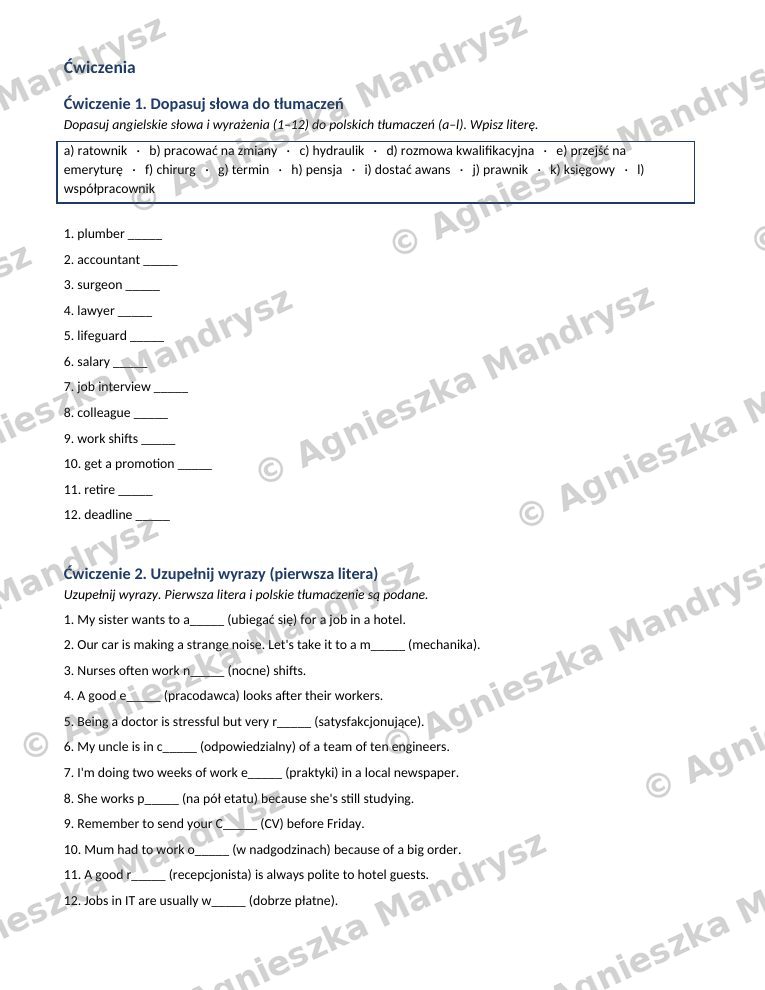 Ćwiczenia
Ćwiczenie 1. Dopasuj słowa do tłumaczeń
Dopasuj angielskie słowa i wyrażenia (1–12) do polskich tłumaczeń (a–l). Wpisz literę.
a) ratownik · b) pracować na zmiany · c) hydraulik · d) rozmowa kwalifikacyjna · e) przejść na
emeryturę · f) chirurg · g) termin · h) pensja · i) dostać awans · j) prawnik · k) księgowy · l)
współpracownik
1. plumber _____
2. accountant _____
3. surgeon _____
4. lawyer _____
5. lifeguard _____
6. salary _____
7. job interview _____
8. colleague _____
9. work shifts _____
10. get a promotion _____
11. retire _____
12. deadline _____
Ćwiczenie 2. Uzupełnij wyrazy (pierwsza litera)
Uzupełnij wyrazy. Pierwsza litera i polskie tłumaczenie są podane.
1. My sister wants to a_____ (ubiegać się) for a job in a hotel.
2. Our car is making a strange noise. Let's take it to a m_____ (mechanika).
3. Nurses often work n_____ (nocne) shifts.
4. A good e_____ (pracodawca) looks after their workers.
5. Being a doctor is stressful but very r_____ (satysfakcjonujące).
6. My uncle is in c_____ (odpowiedzialny) of a team of ten engineers.
7. I'm doing two weeks of work e_____ (praktyki) in a local newspaper.
8. She works p_____ (na pół etatu) because she's still studying.
9. Remember to send your C_____ (CV) before Friday.
10. Mum had to work o_____ (w nadgodzinach) because of a big order.
11. A good r_____ (recepcjonista) is always polite to hotel guests.
12. Jobs in IT are usually w_____ (dobrze płatne).
© Agnieszka Mandrysz